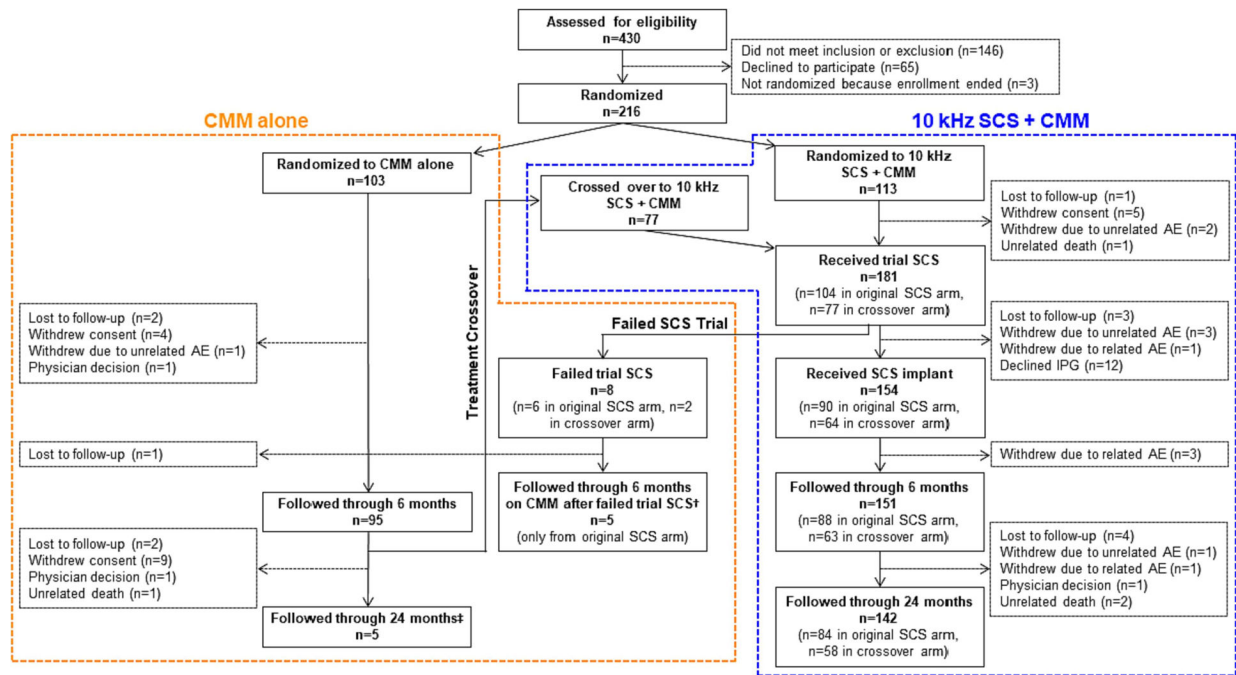 Assessed for eligibility
n=430
Did not meet inclusion or exclusion (n=146)
Declined to participate (n=65)
Not randomized because enrollment ended (n=3)
Randomized
n=216
CMM alone
10 kHz SCS + CMM
Randomized to CMM alone
n=103
Crossed over to 10 kHz
SCS + CMM
n=77
Randomized to 10 kHz
SCS + CMM
n=113
Lost to follow-up (n=1)
Withdrew consent (n=5)
Withdrew due to unrelated AE (n=2)
Unrelated death (n=1)
Received trial SCS
n=181
(n=104 in original SCS arm,
n=77 in crossover arm)
Treatment Crossover
Failed SCS Trial
Lost to follow-up (n=2)
Withdrew consent (n=4)
Withdrew due to unrelated AE (n=1)
Physician decision (n=1)
Lost to follow-up (n=3)
Withdrew due to unrelated AE (n=3)
Withdrew due to related AE (n=1)
Declined IPG (n=12)
Failed trial SCS
n=8
(n=6 in original SCS arm, n=2
in crossover arm)
Received SCS implant
n=154
(n=90 in original SCS arm,
n=64 in crossover arm)
Lost to follow-up (n=1)
Withdrew due to related AE (n=3)
Followed through 6 months
n=95
Followed through 6 months
on CMM after failed trial SCS†
n=5
(only from original SCS arm)
Followed through 6 months
n=151
(n=88 in original SCS arm,
n=63 in crossover arm)
Lost to follow-up (n=2)
Withdrew consent (n=9)
Physician decision (n=1)
Unrelated death (n=1)
Lost to follow-up (n=4)
Withdrew due to unrelated AE (n=1)
Withdrew due to related AE (n=1)
Physician decision (n=1)
Unrelated death (n=2)
Followed through 24 months‡
n=5
Followed through 24 months
n=142
(n=84 in original SCS arm,
n=58 in crossover arm)